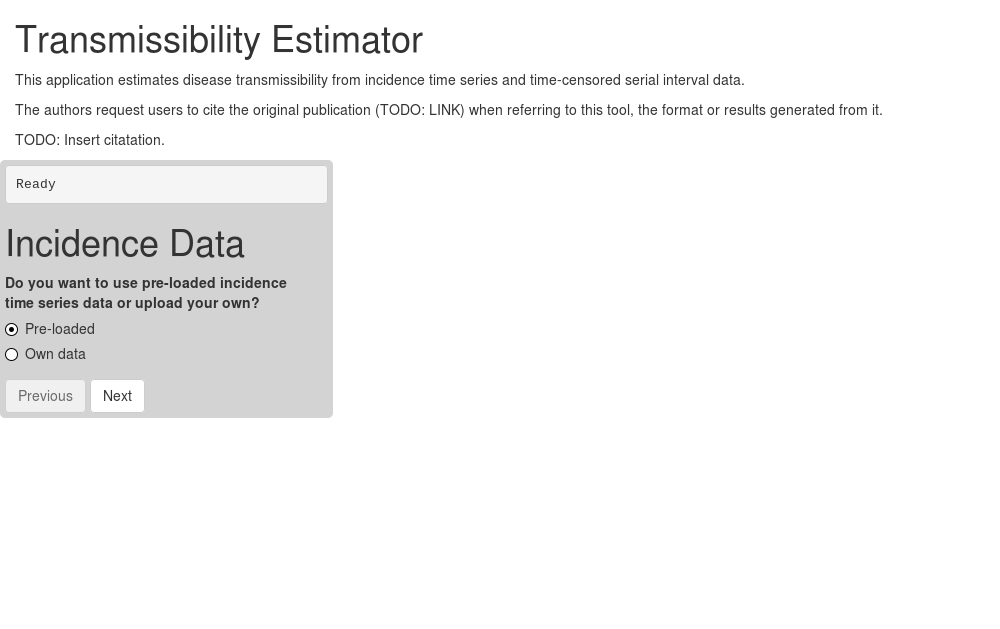 Transmissibility Estimator
This application estimates disease transmissibility from incidence time series and time-censored serial interval data.
The authors request users to cite the original publication (TODO: LINK) when referring to this tool, the format or results generated from it.
TODO: Insert citatation.
Ready
Incidence Data
Do you want to use pre-loaded incidence
time series data or upload your own?
Pre-loaded
Own data
Previous Next